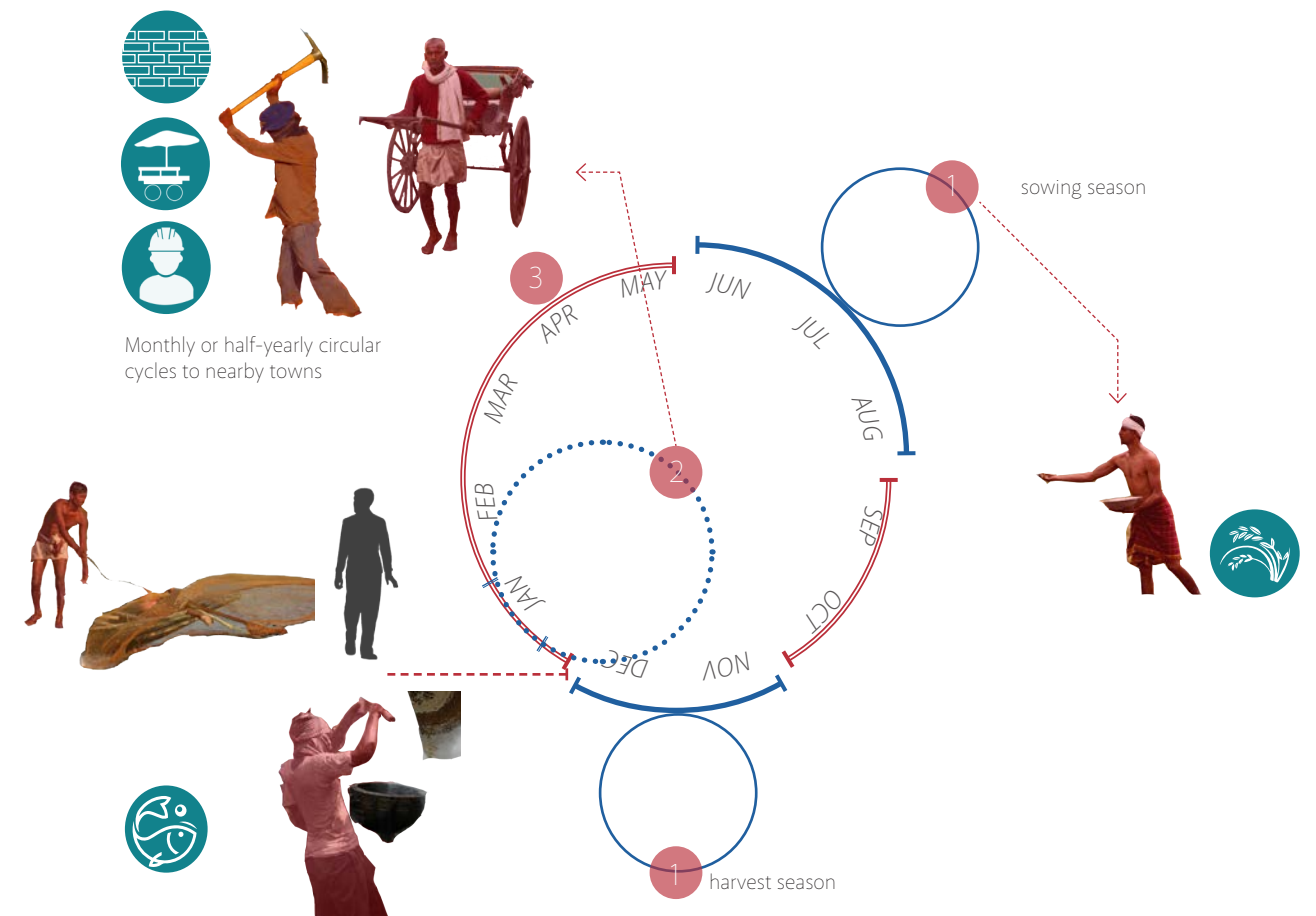 1
sowing season
3
MAY
JUN
APR
JUL
Monthly or half-yearly circular
cycles to nearby towns
MAR
AUG
2
FEB
SEP
JAN
OCT
DEC
NOV
1
harvest season